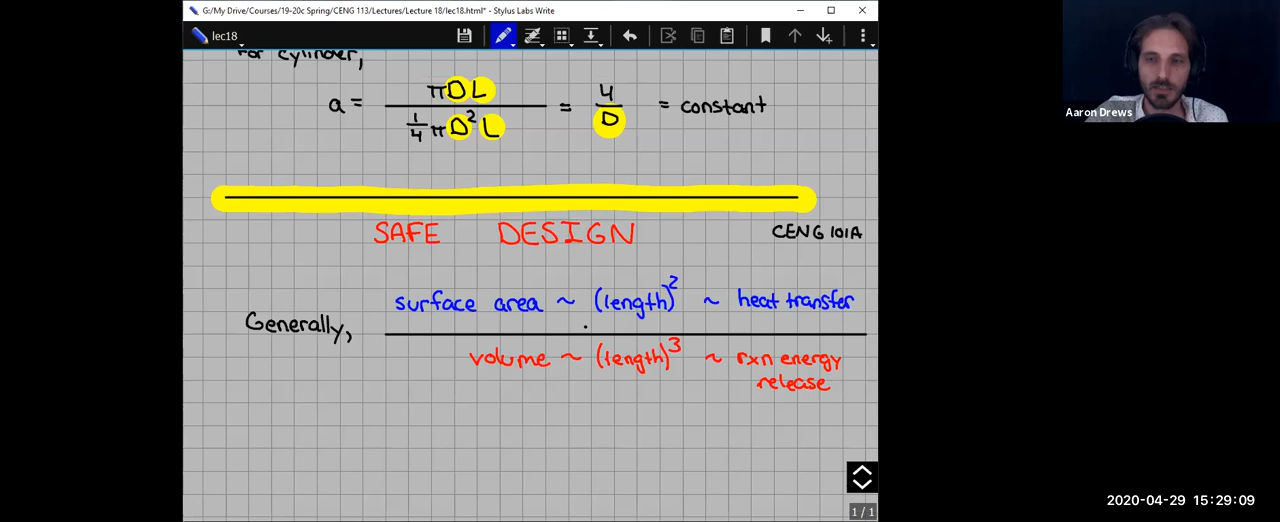 G:/My Drive/Courses/19-20c Spring/CENG 113/Lectures/Lecture 18/lec18.html* - Stylus Labs Write
lec18
For cylinder,
a = πDL / ¼πD²L = 4/D = constant
SAFE DESIGN
CENG 101A
Generally,
surface area ~ (length)² ~ heat transfer
volume ~ (length)³ ~ rxn energy
release
Aaron Drews
1 / 1
2020-04-29 15:29:09